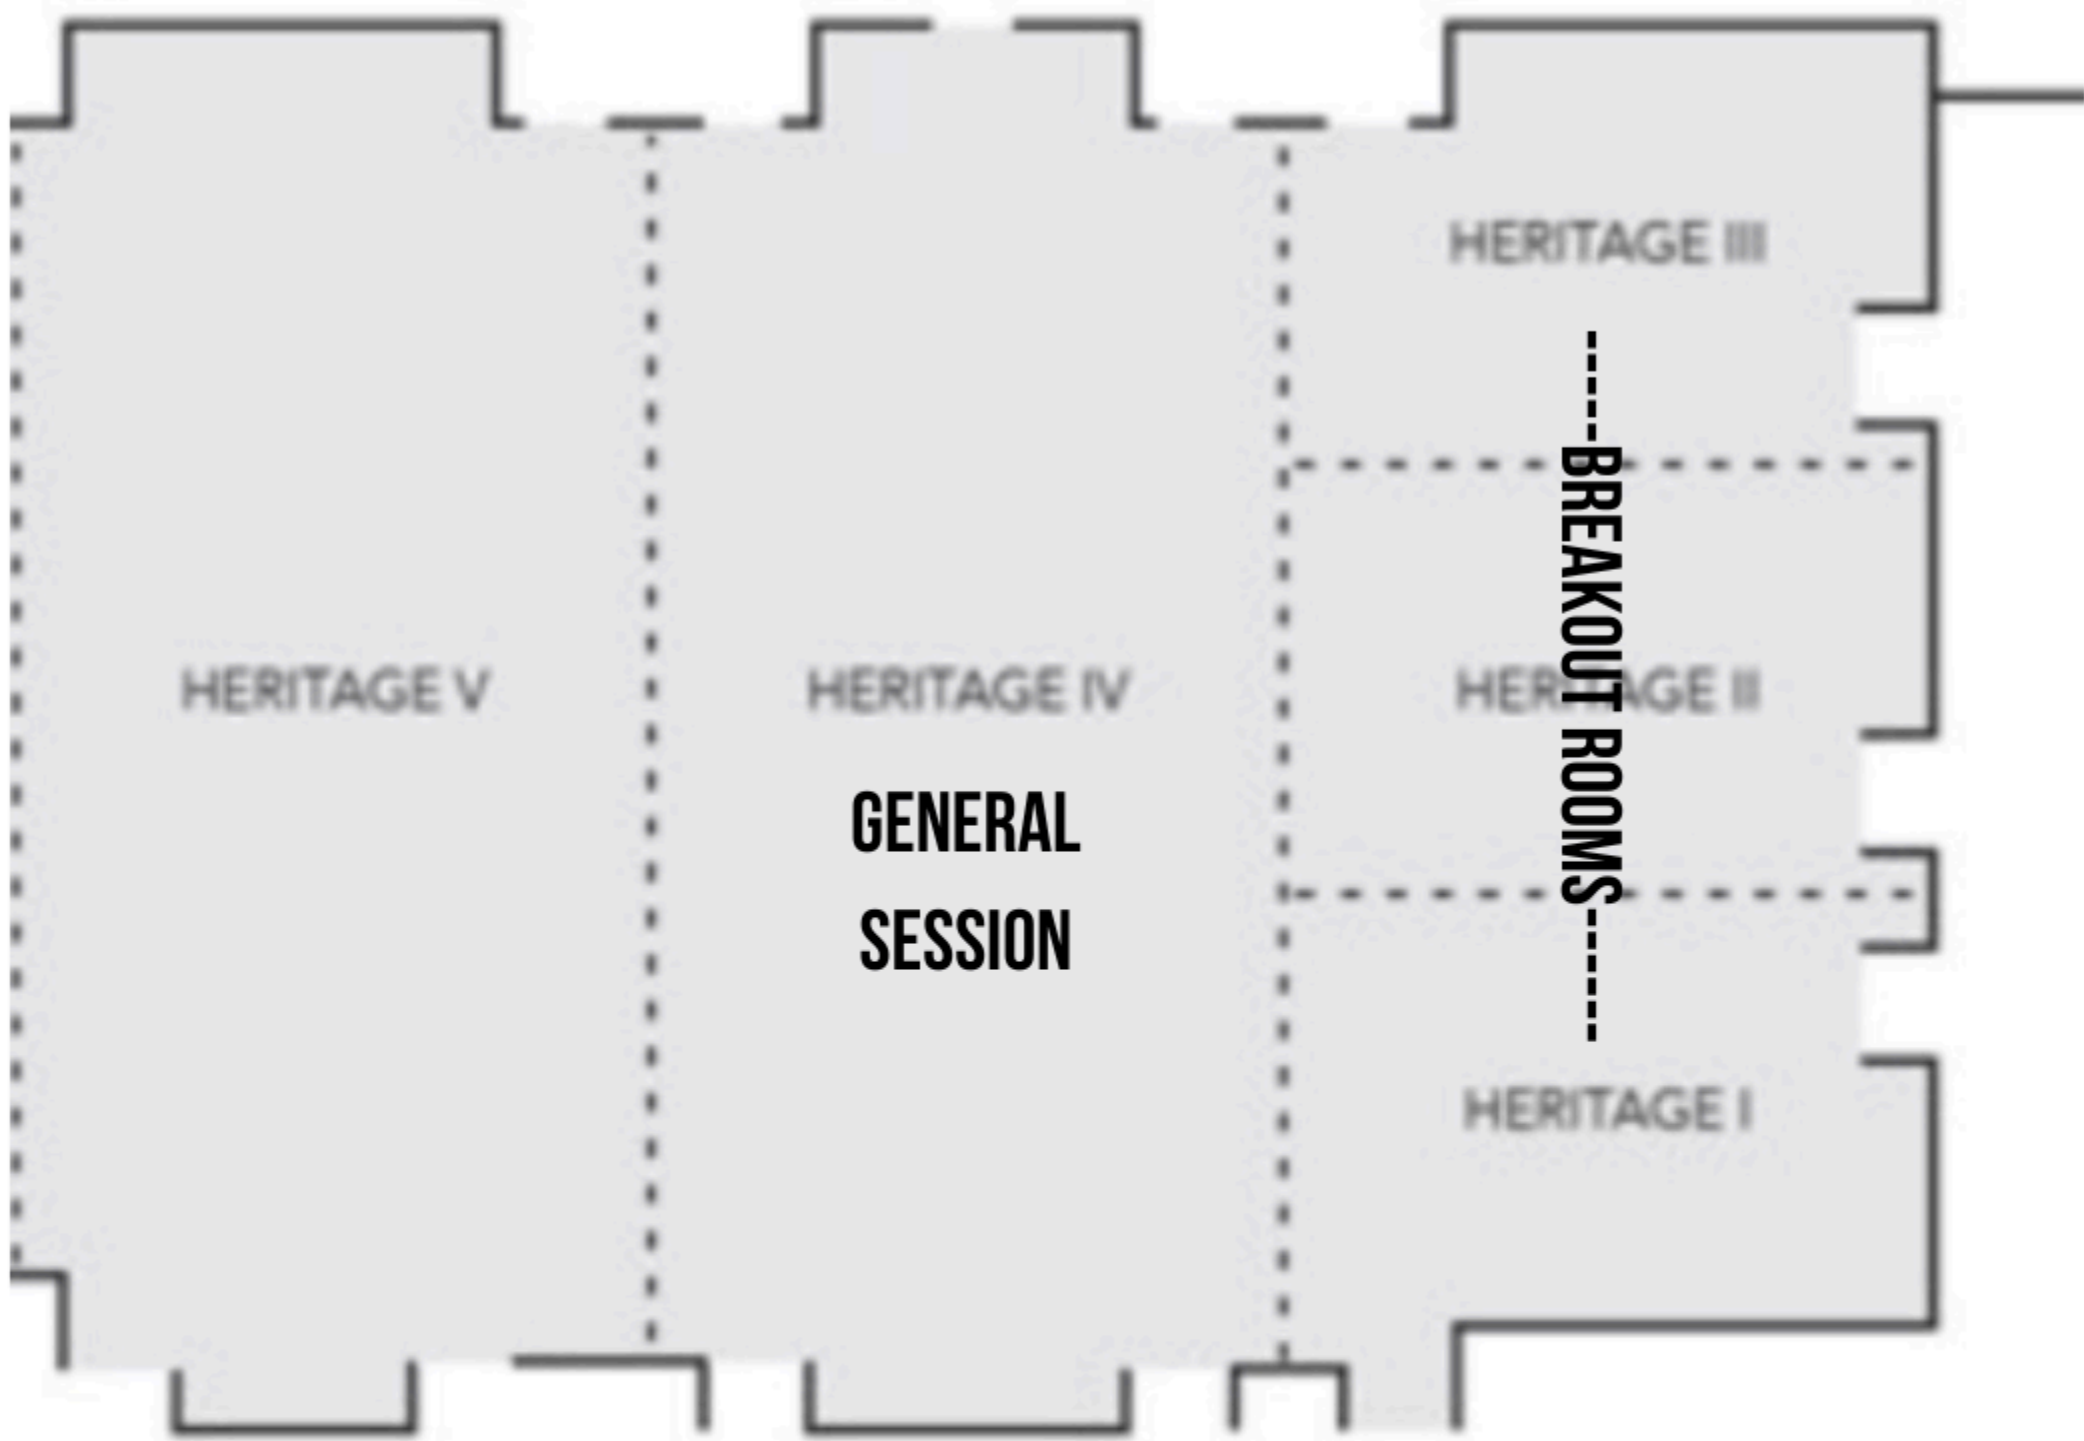 HERITAGE III
HERITAGE V
HERITAGE IV
HERITAGE II
GENERAL
SESSION
------BREAKOUT ROOMS------
HERITAGE I